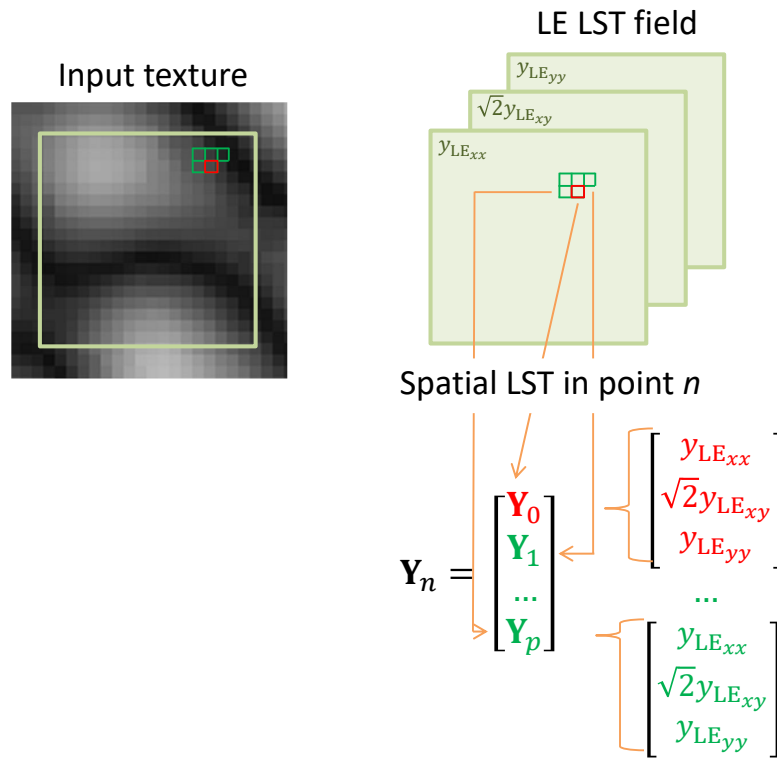 LE LST field
Input texture
y_{LE_{yy}}
√2y_{LE_{xy}}
y_{LE_{xx}}
Spatial LST in point n
Y_n = [Y_0 Y_1 ... Y_p]
y_{LE_{xx}}
√2y_{LE_{xy}}
y_{LE_{yy}}
...
y_{LE_{xx}}
√2y_{LE_{xy}}
y_{LE_{yy}}